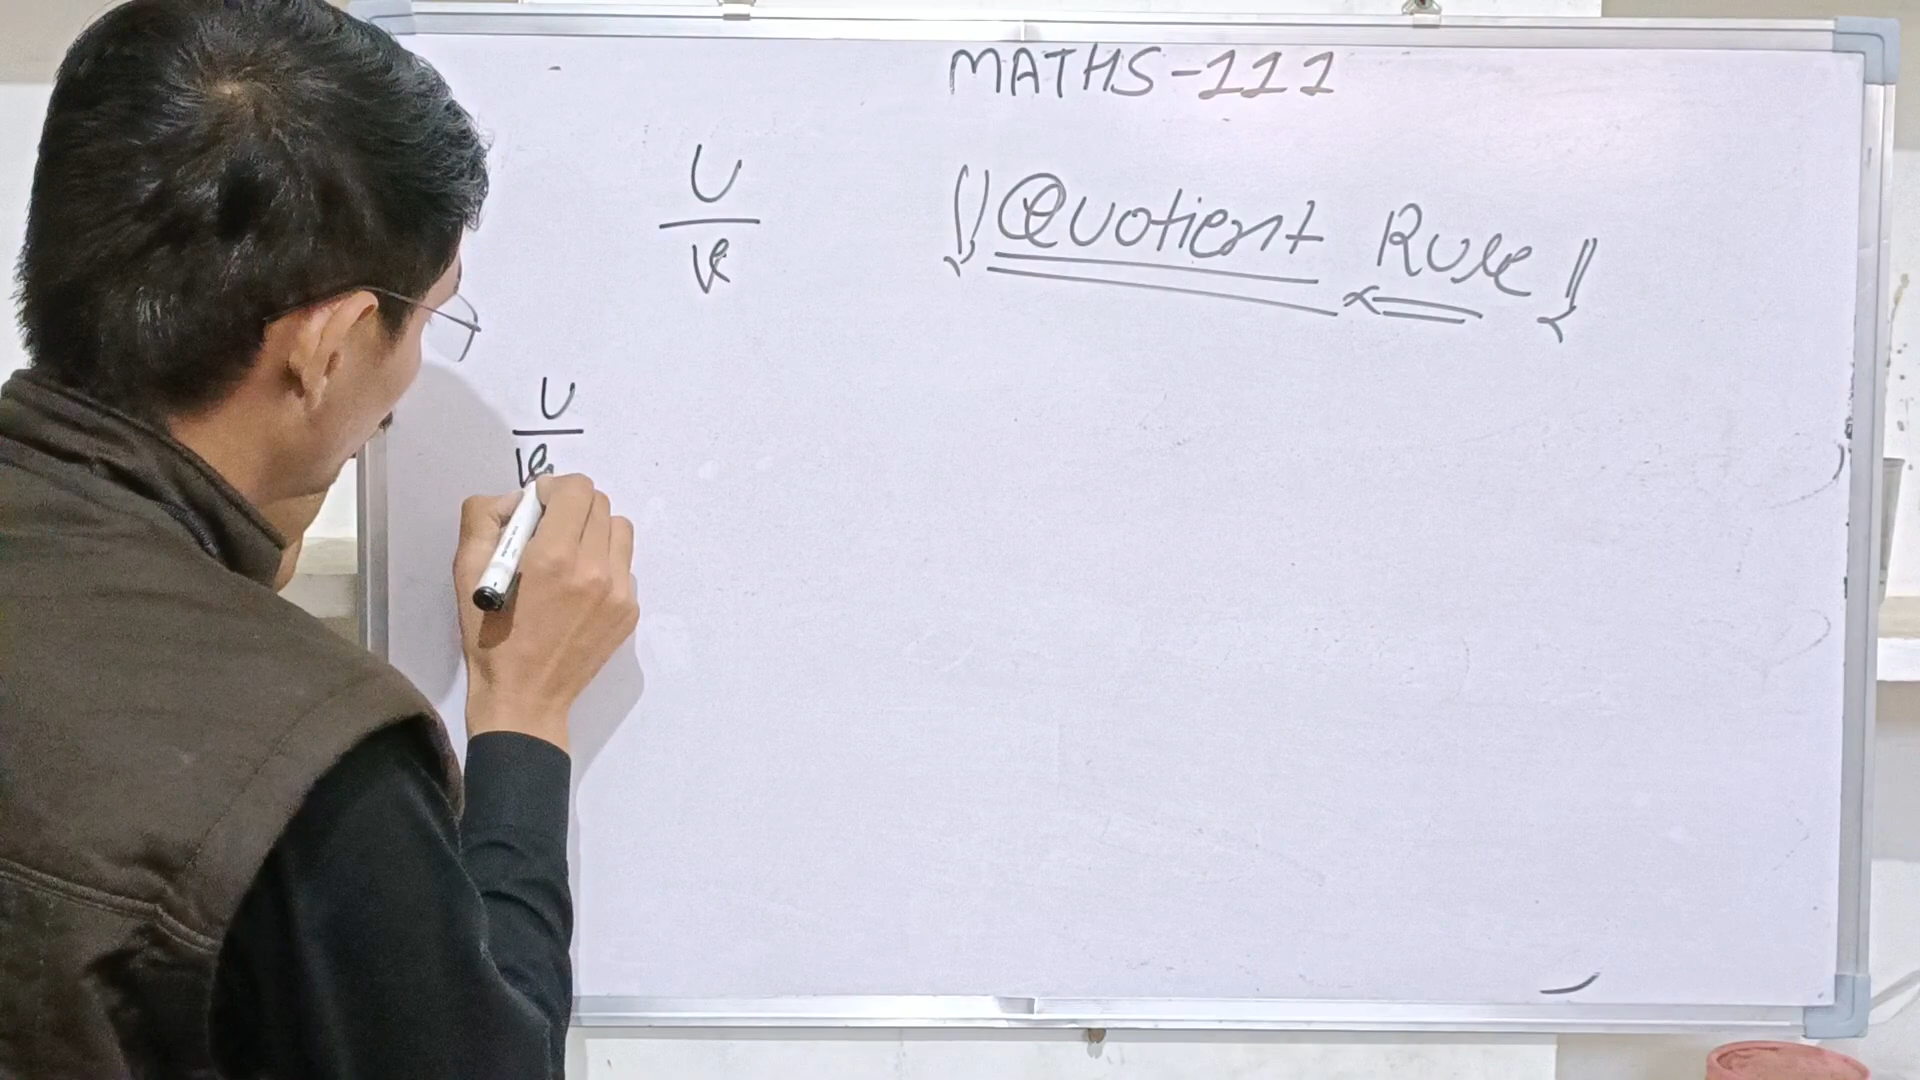 MATHS-111
U
V
"Quotient Rule"
U
V